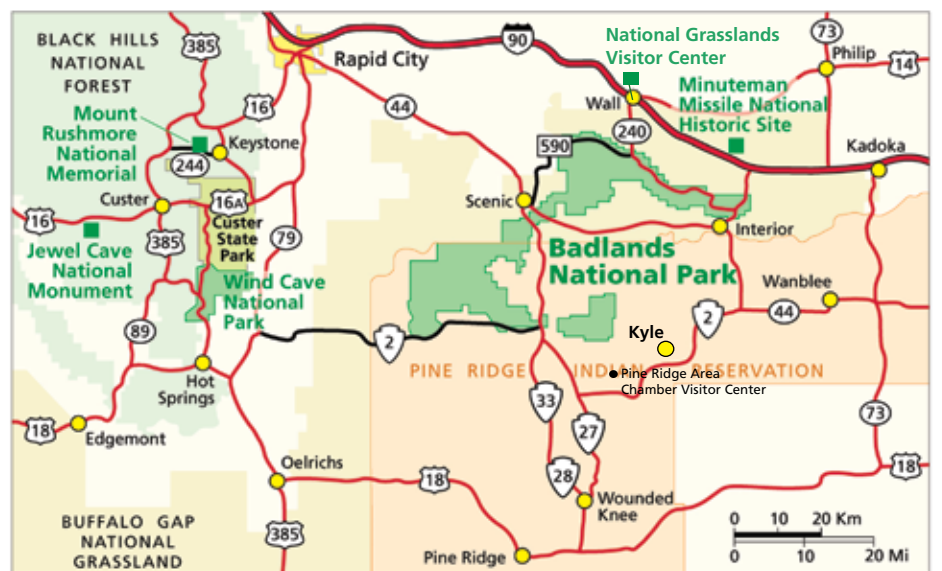 BLACK HILLS
NATIONAL
FOREST
385
Rapid City
90
National Grasslands
Visitor Center
73
Philip
14
16
44
Wall
Minuteman
Missile National
Historic Site
Mount
Rushmore
National
Memorial
Keystone
244
240
590
Kadoka
Custer
16A
Scenic
16
Custer
State
Park
385
79
Interior
Jewel Cave
National
Monument
Badlands
National Park
Wind Cave
National
Park
Wanblee
44
2
89
2
Kyle
PINE RIDGE INDIAN RESERVATION
Pine Ridge Area
Chamber Visitor Center
Hot
Springs
33
27
73
18
Edgemont
Oelrichs
18
28
18
Wounded
Knee
BUFFALO GAP
NATIONAL
GRASSLAND
385
Pine Ridge
0 10 20 Km
0 10 20 Mi